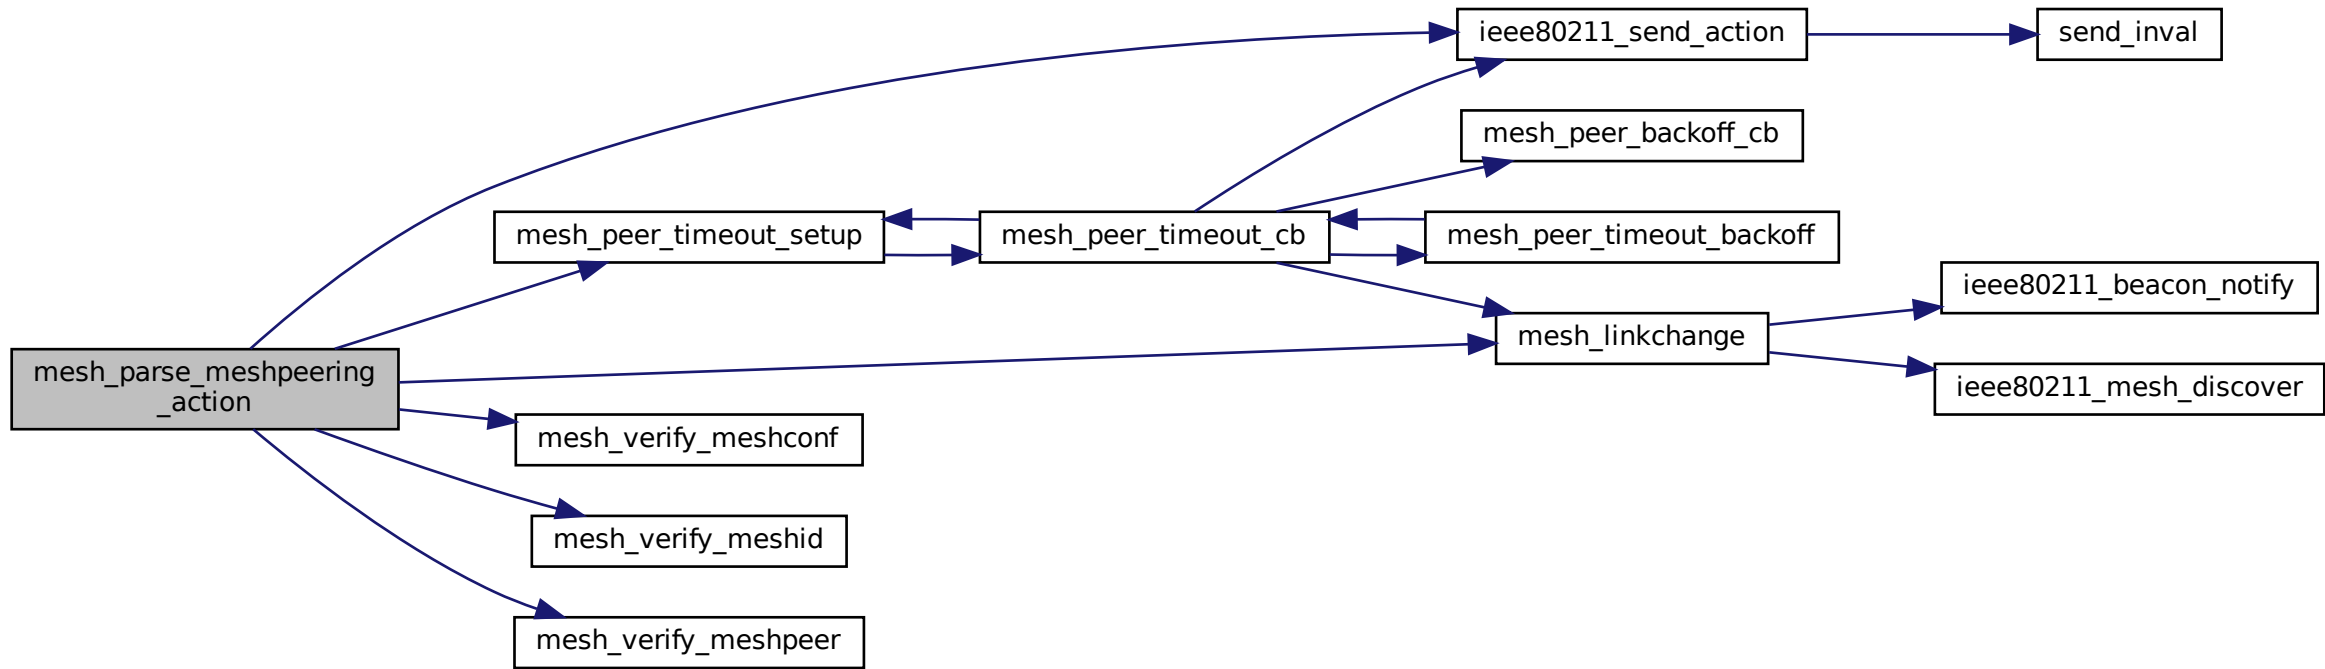 ieee80211_send_action
send_inval
mesh_peer_backoff_cb
mesh_peer_timeout_setup
mesh_peer_timeout_cb
mesh_peer_timeout_backoff
ieee80211_beacon_notify
mesh_linkchange
mesh_parse_meshpeering
_action
ieee80211_mesh_discover
mesh_verify_meshconf
mesh_verify_meshid
mesh_verify_meshpeer